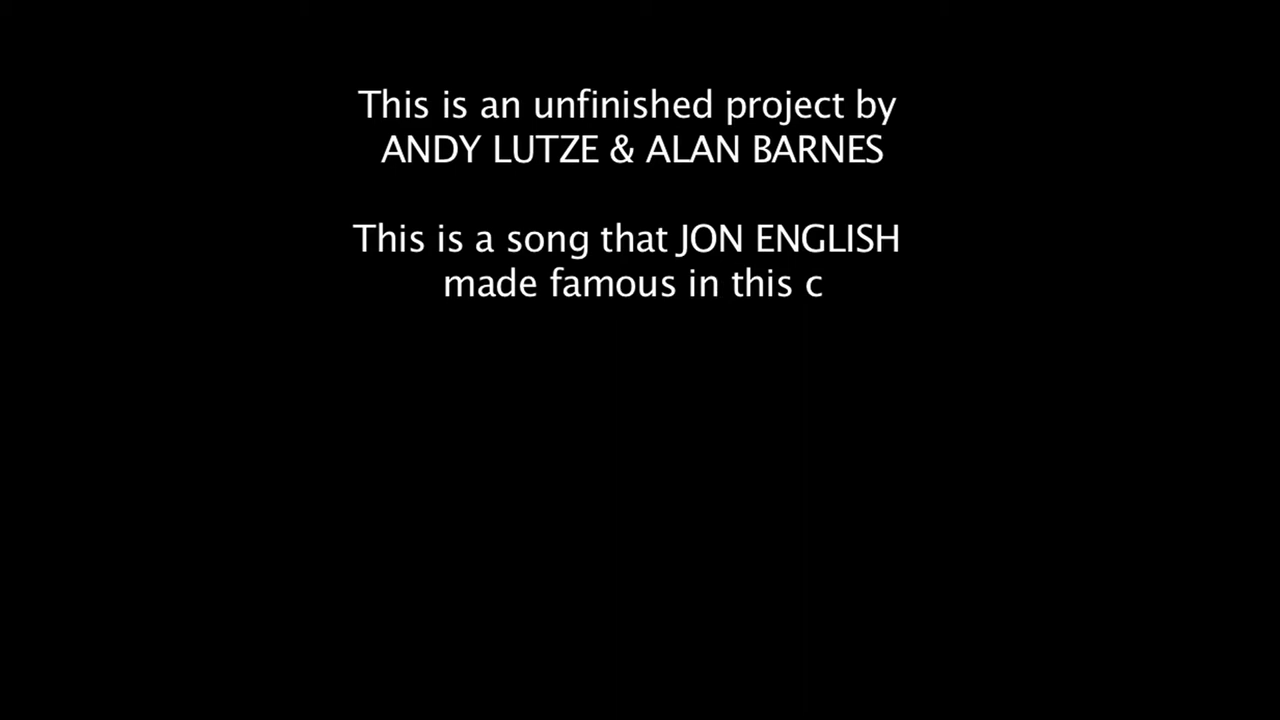 This is an unfinished project by
ANDY LUTZE & ALAN BARNES
This is a song that JON ENGLISH
made famous in this c